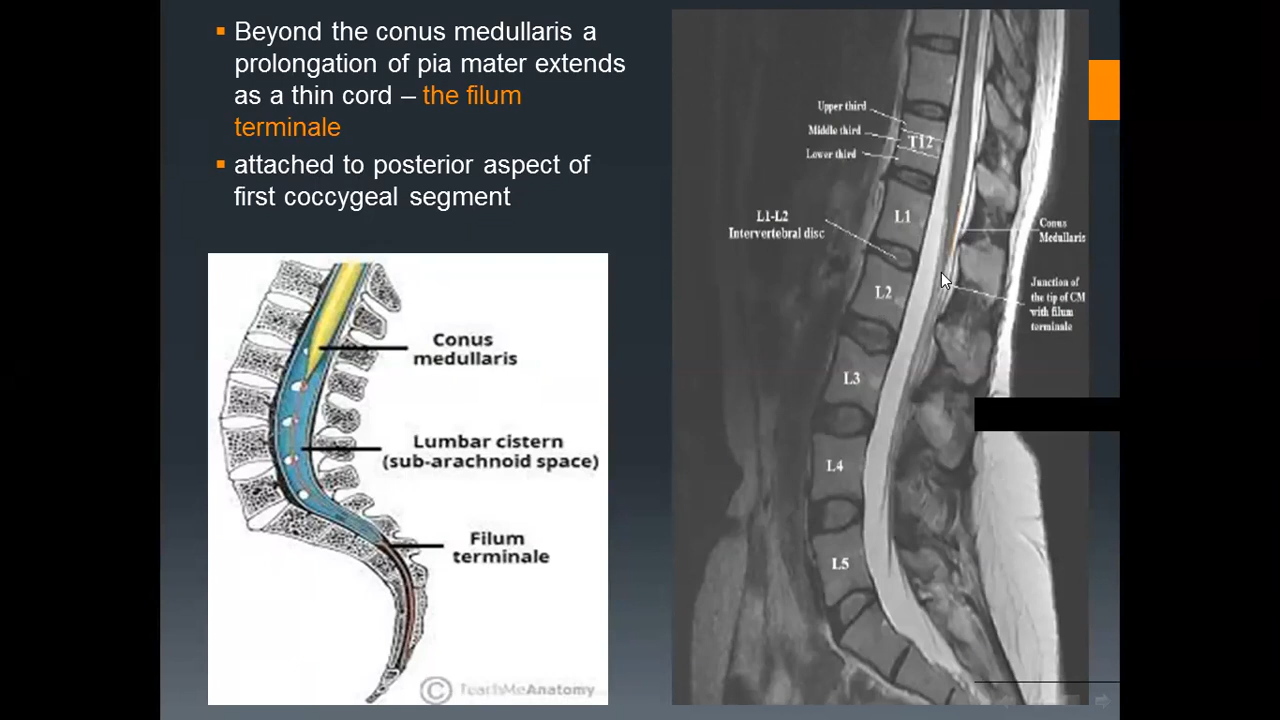 Beyond the conus medullaris a
prolongation of pia mater extends
as a thin cord – the filum
terminale
attached to posterior aspect of
first coccygeal segment
Conus
medullaris
Lumbar cistern
(sub-arachnoid space)
Filum
terminale
© TeachMeAnatomy
Upper third
Middle third
Lower third
T12
L1
L1-L2
Intervertebral disc
L2
L3
L4
L5
Conus
Medullaris
Junction of
the tip of CM
with filum
terminale